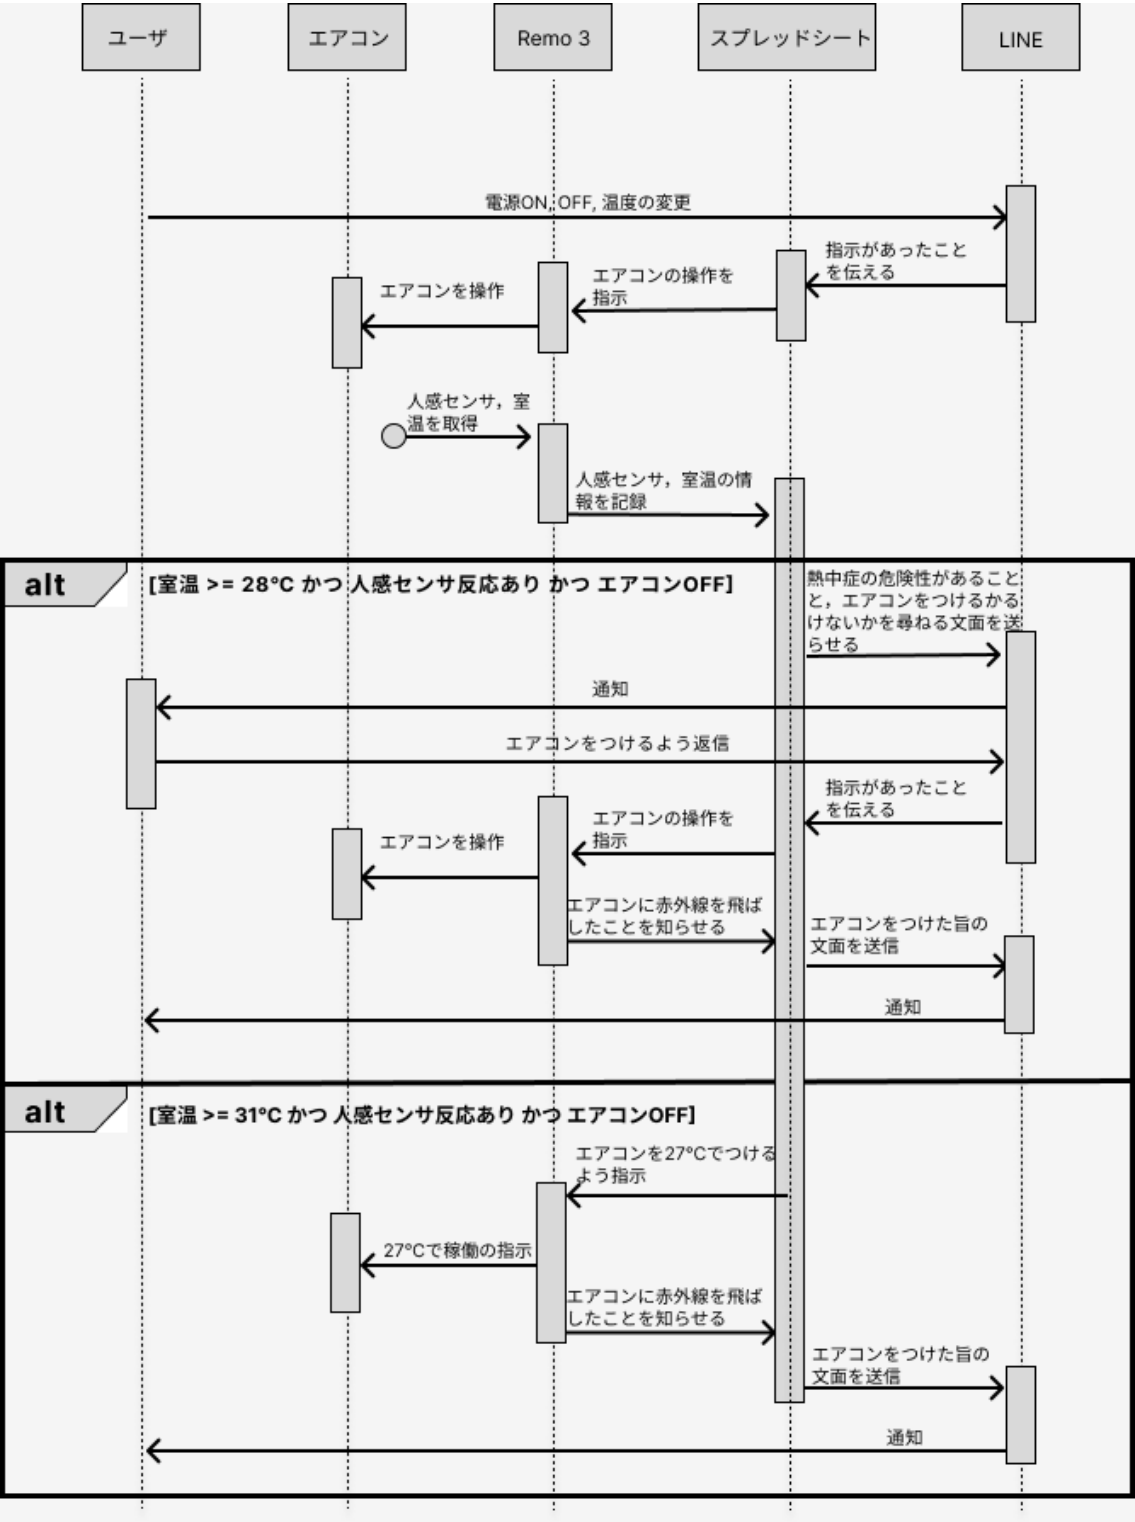 ユーザ
エアコン
Remo 3
スプレッドシート
LINE
電源ON, OFF, 温度の変更
指示があったこと
を伝える
エアコンの操作を
指示
エアコンを操作
人感センサ，室
温を取得
人感センサ，室温の情
報を記録
alt
[室温 >= 28°C かつ 人感センサ反応あり かつ エアコンOFF]
熱中症の危険性があること
と，エアコンをつけるかる
けないかを尋ねる文面を送
らせる
通知
エアコンをつけるよう返信
指示があったこと
を伝える
エアコンの操作を
指示
エアコンを操作
エアコンに赤外線を飛ば
したことを知らせる
エアコンをつけた旨の
文面を送信
通知
alt
[室温 >= 31°C かつ 人感センサ反応あり かつ エアコンOFF]
エアコンを27°Cでつける
よう指示
27°Cで稼働の指示
エアコンに赤外線を飛ば
したことを知らせる
エアコンをつけた旨の
文面を送信
通知